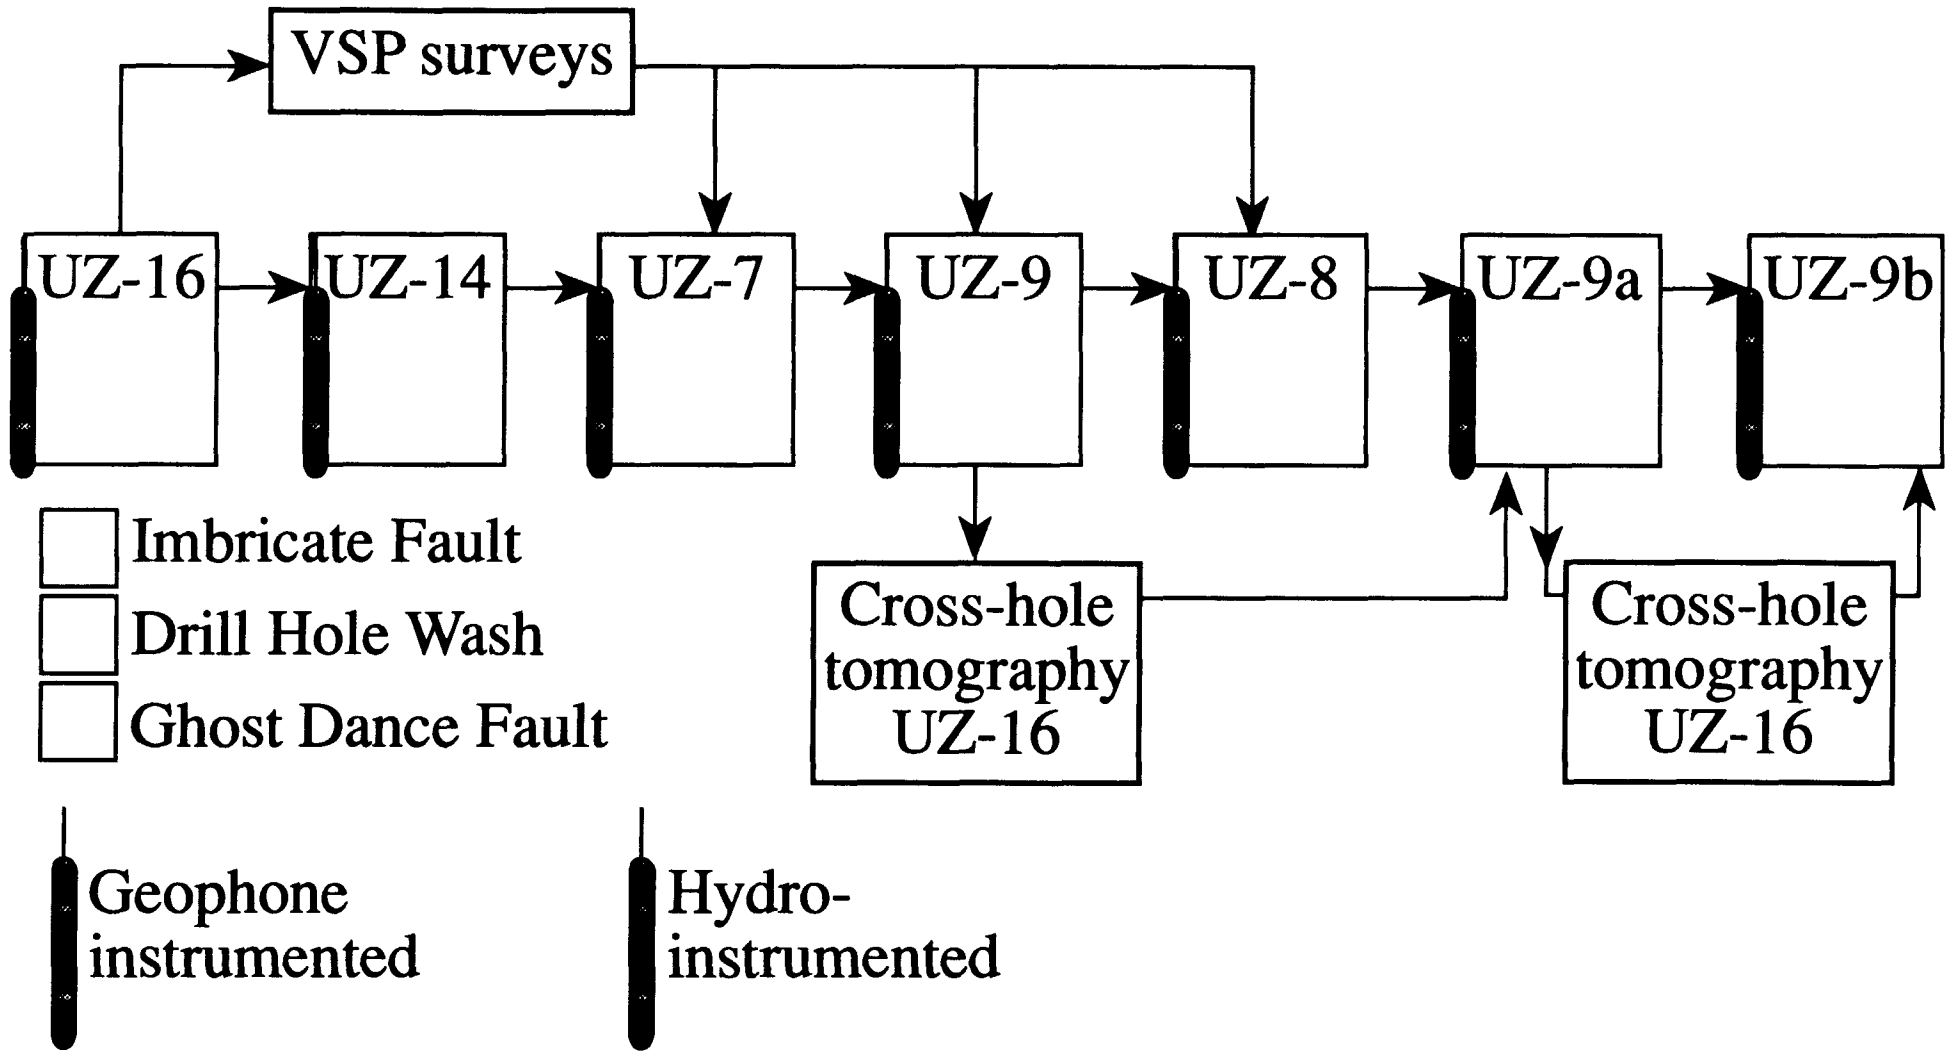 VSP surveys
UZ-16
UZ-14
UZ-7
UZ-9
UZ-8
UZ-9a
UZ-9b
Imbricate Fault
Drill Hole Wash
Ghost Dance Fault
Cross-hole
tomography
UZ-16
Cross-hole
tomography
UZ-16
Geophone
instrumented
Hydro-
instrumented